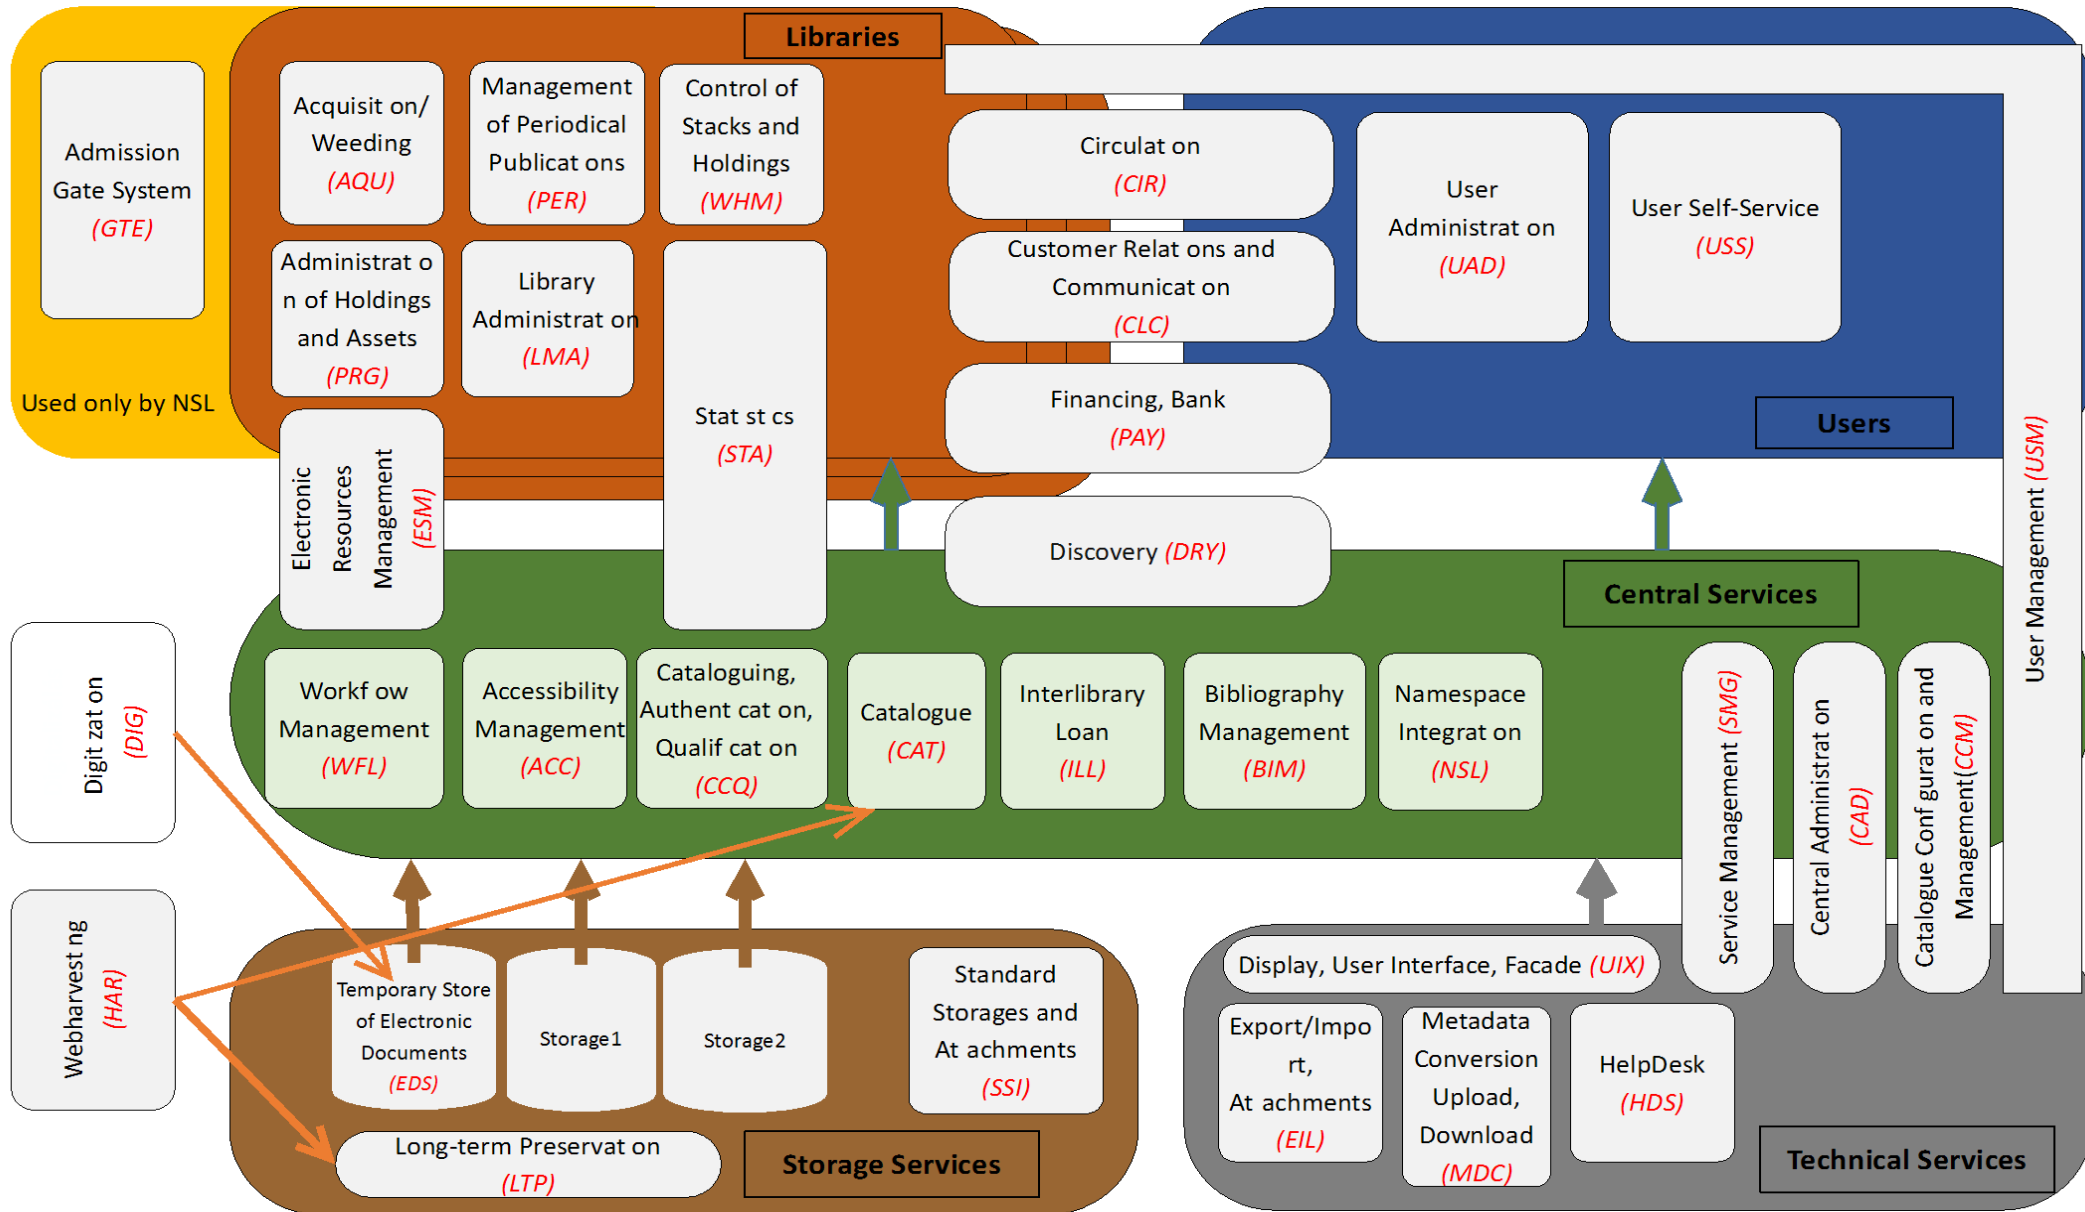 Libraries
Admission
Gate System
(GTE)
Used only by NSL
Acquisit on/
Weeding
(AQU)
Management
of Periodical
Publicat ons
(PER)
Control of
Stacks and
Holdings
(WHM)
Administrat o
n of Holdings
and Assets
(PRG)
Library
Administrat on
(LMA)
Stat st cs
(STA)
Electronic
Resources
Management
(ESM)
Circulat on
(CIR)
Customer Relat ons and
Communicat on
(CLC)
Financing, Bank
(PAY)
Discovery (DRY)
User
Administrat on
(UAD)
User Self-Service
(USS)
Users
User Management (USM)
Central Services
Digit zat on
(DIG)
Webharvest ng
(HAR)
Workf ow
Management
(WFL)
Accessibility
Management
(ACC)
Cataloguing,
Authent cat on,
Qualif cat on
(CCQ)
Catalogue
(CAT)
Interlibrary
Loan
(ILL)
Bibliography
Management
(BIM)
Namespace
Integrat on
(NSL)
Service Management (SMG)
Central Administrat on
(CAD)
Catalogue Conf gurat on and
Management(CCM)
Temporary Store
of Electronic
Documents
(EDS)
Storage1
Storage2
Standard
Storages and
At achments
(SSI)
Long-term Preservat on
(LTP)
Storage Services
Display, User Interface, Facade (UIX)
Export/Impo
rt,
At achments
(EIL)
Metadata
Conversion
Upload,
Download
(MDC)
HelpDesk
(HDS)
Technical Services